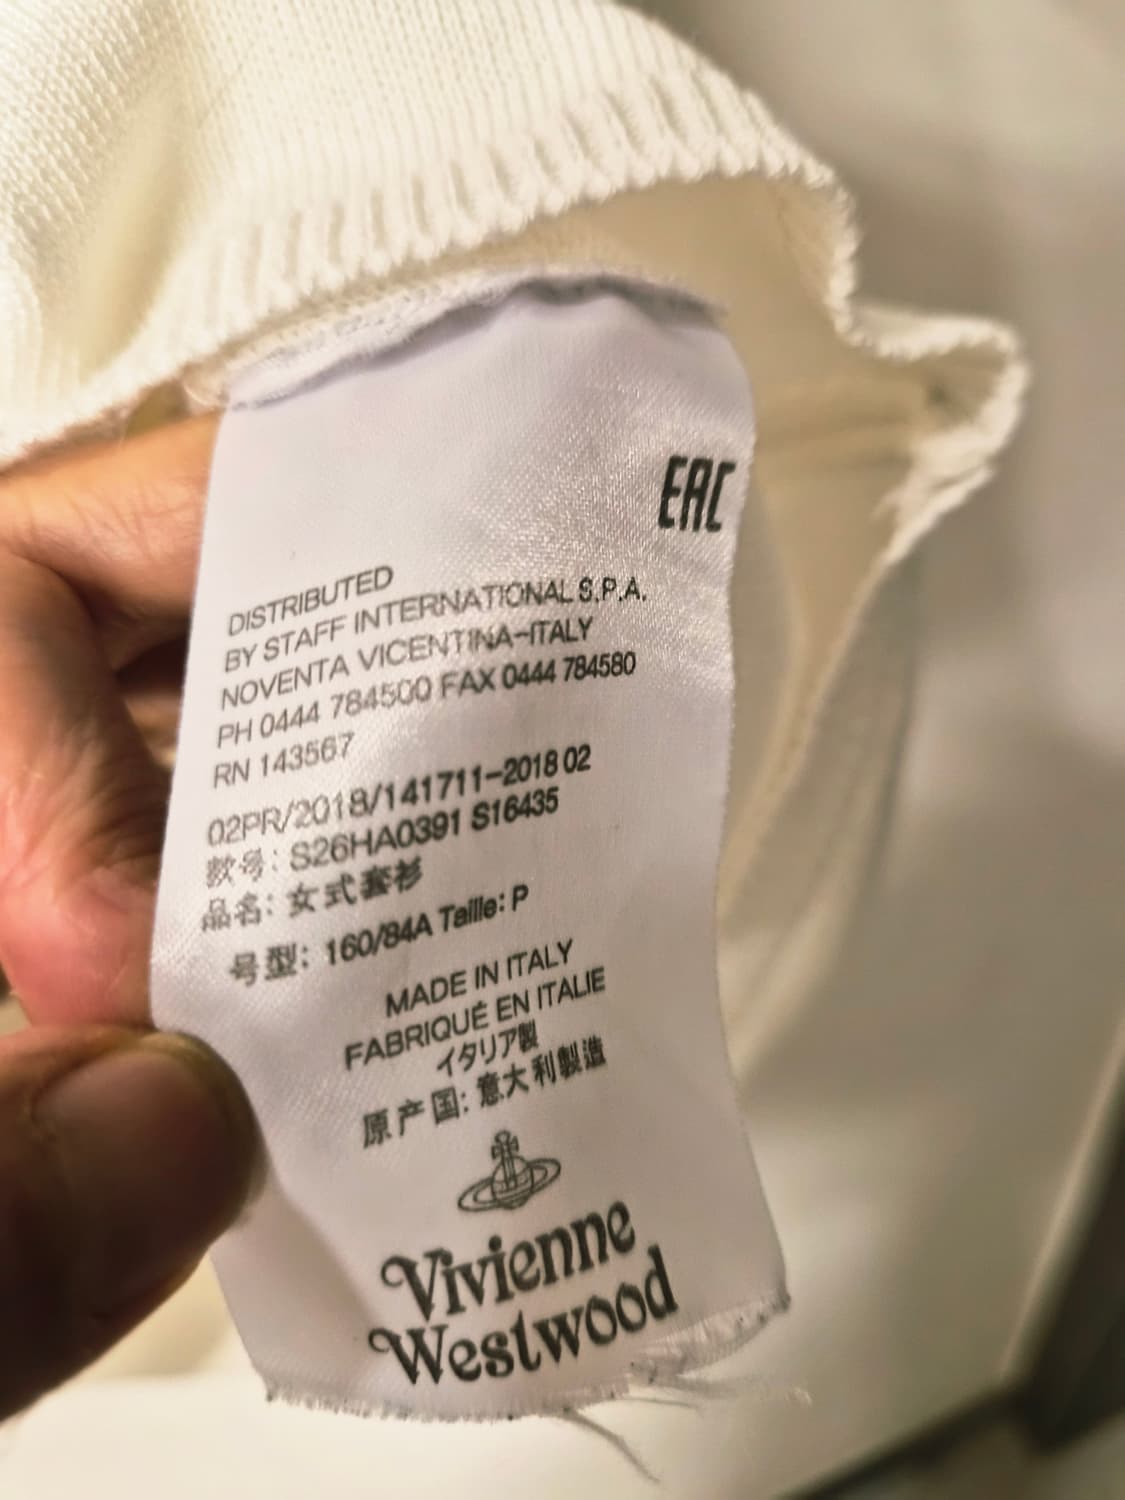 EAC
DISTRIBUTED
BY STAFF INTERNATIONAL S.P.A.
NOVENTA VICENTINA-ITALY
PH 0444 784500 FAX 0444 784580
RN 143567
02PR/2018/141711-2018 02
数号: S26HA0391 S16435
品名: 女式套衫
号型: 160/84A Taille: P
MADE IN ITALY
FABRIQUÉ EN ITALIE
イタリア製
原产国: 意大利製造
Vivienne
Westwood